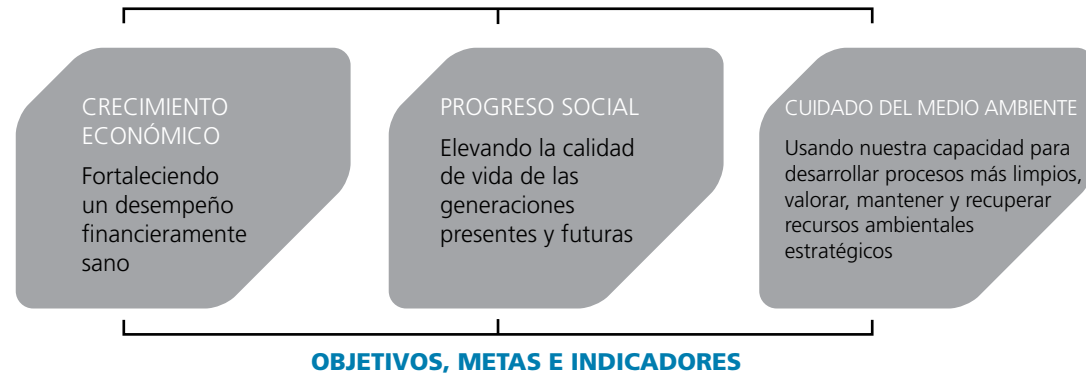 CRECIMIENTO
ECONÓMICO
Fortaleciendo
un desempeño
financieramente
sano
PROGRESO SOCIAL
Elevando la calidad
de vida de las
generaciones
presentes y futuras
CUIDADO DEL MEDIO AMBIENTE
Usando nuestra capacidad para
desarrollar procesos más limpios,
valorar, mantener y recuperar
recursos ambientales
estratégicos
OBJETIVOS, METAS E INDICADORES